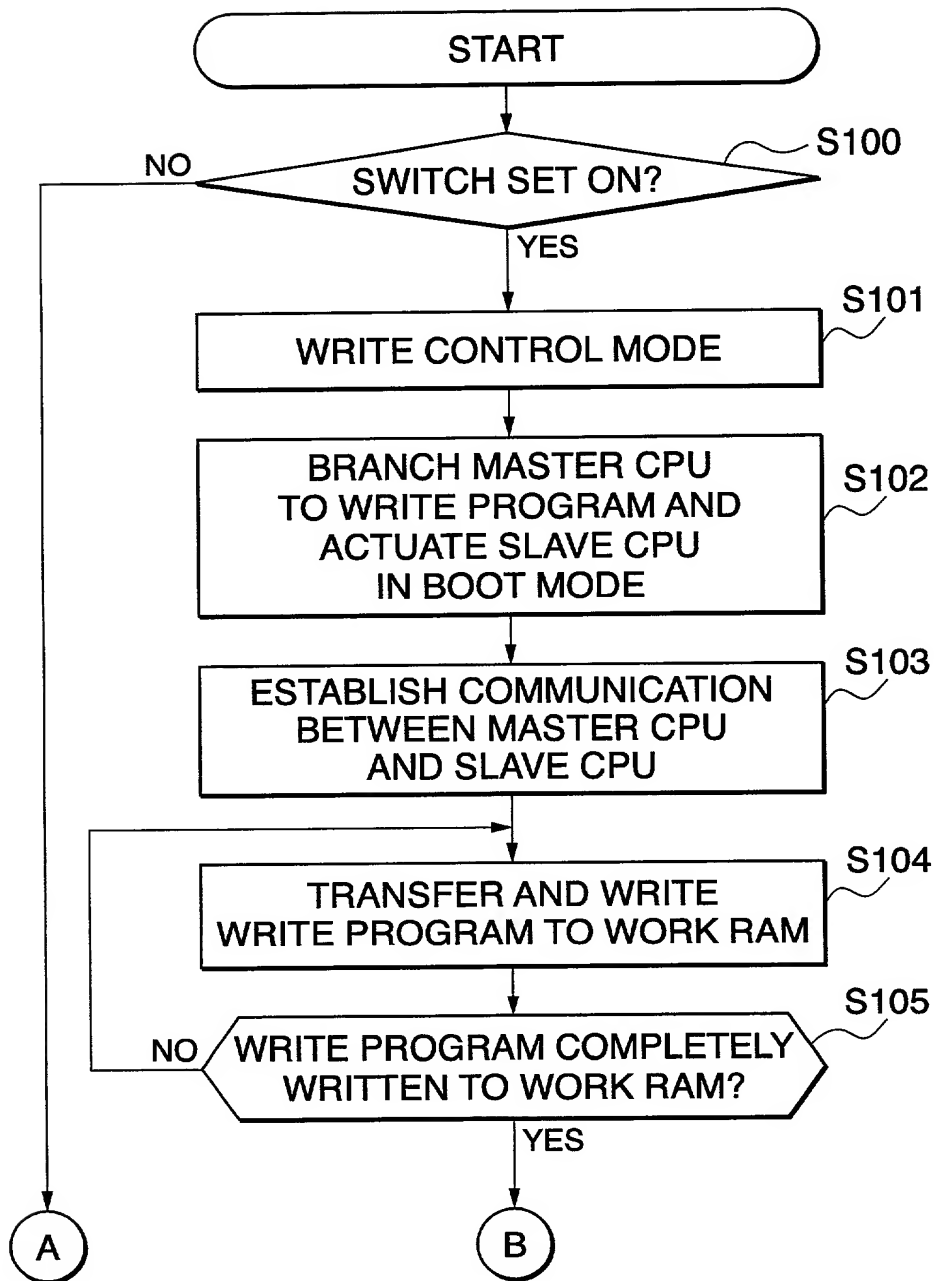 START
S100
NO
SWITCH SET ON?
YES
S101
WRITE CONTROL MODE
S102
BRANCH MASTER CPU
TO WRITE PROGRAM AND
ACTUATE SLAVE CPU
IN BOOT MODE
S103
ESTABLISH COMMUNICATION
BETWEEN MASTER CPU
AND SLAVE CPU
S104
TRANSFER AND WRITE
WRITE PROGRAM TO WORK RAM
S105
NO
WRITE PROGRAM COMPLETELY
WRITTEN TO WORK RAM?
YES
A
B